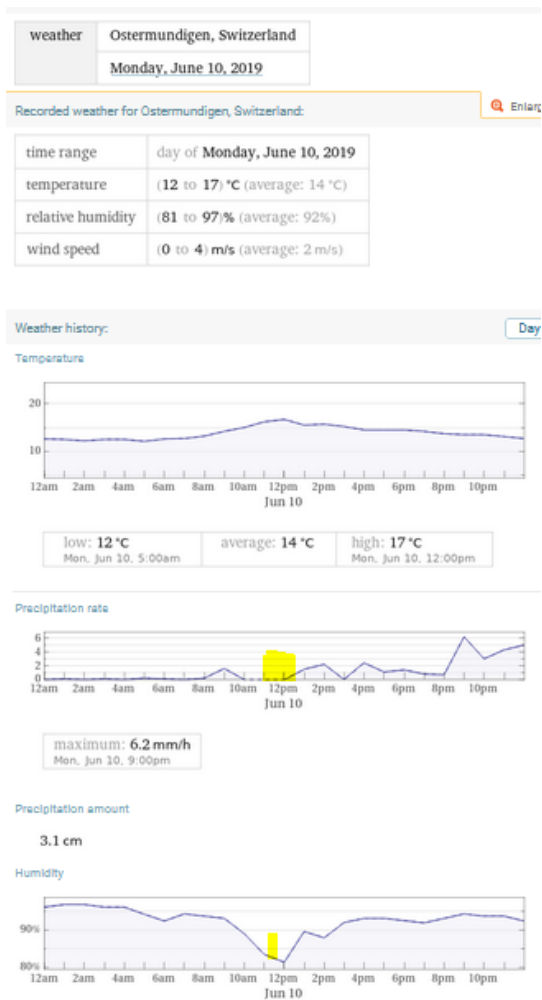 weather Ostermundigen, Switzerland
Monday, June 10, 2019
Recorded weather for Ostermundigen, Switzerland: Enlarg
time range day of Monday, June 10, 2019
temperature (12 to 17) °C (average: 14 °C)
relative humidity (81 to 97)% (average: 92%)
wind speed (0 to 4) m/s (average: 2 m/s)
Weather history: Day
Temperature
20
10
12am 2am 4am 6am 8am 10am 12pm 2pm 4pm 6pm 8pm 10pm
Jun 10
low: 12 °C average: 14 °C high: 17 °C
Mon, Jun 10, 5:00am Mon, Jun 10, 12:00pm
Precipitation rate
6
4
2
0
12am 2am 4am 6am 8am 10am 12pm 2pm 4pm 6pm 8pm 10pm
Jun 10
maximum: 6.2 mm/h
Mon, Jun 10, 9:00pm
Precipitation amount
3.1 cm
Humidity
90%
80%
12am 2am 4am 6am 8am 10am 12pm 2pm 4pm 6pm 8pm 10pm
Jun 10